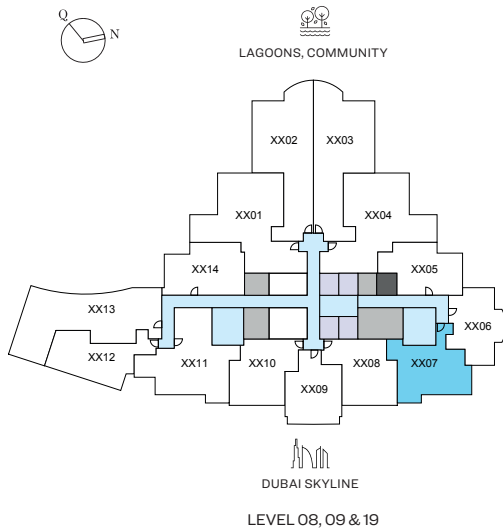 Q
N
LAGOONS, COMMUNITY
XX02
XX03
XX01
XX04
XX14
XX05
XX13
XX06
XX12
XX11
XX10
XX08
XX07
XX09
DUBAI SKYLINE
LEVEL 08, 09 & 19